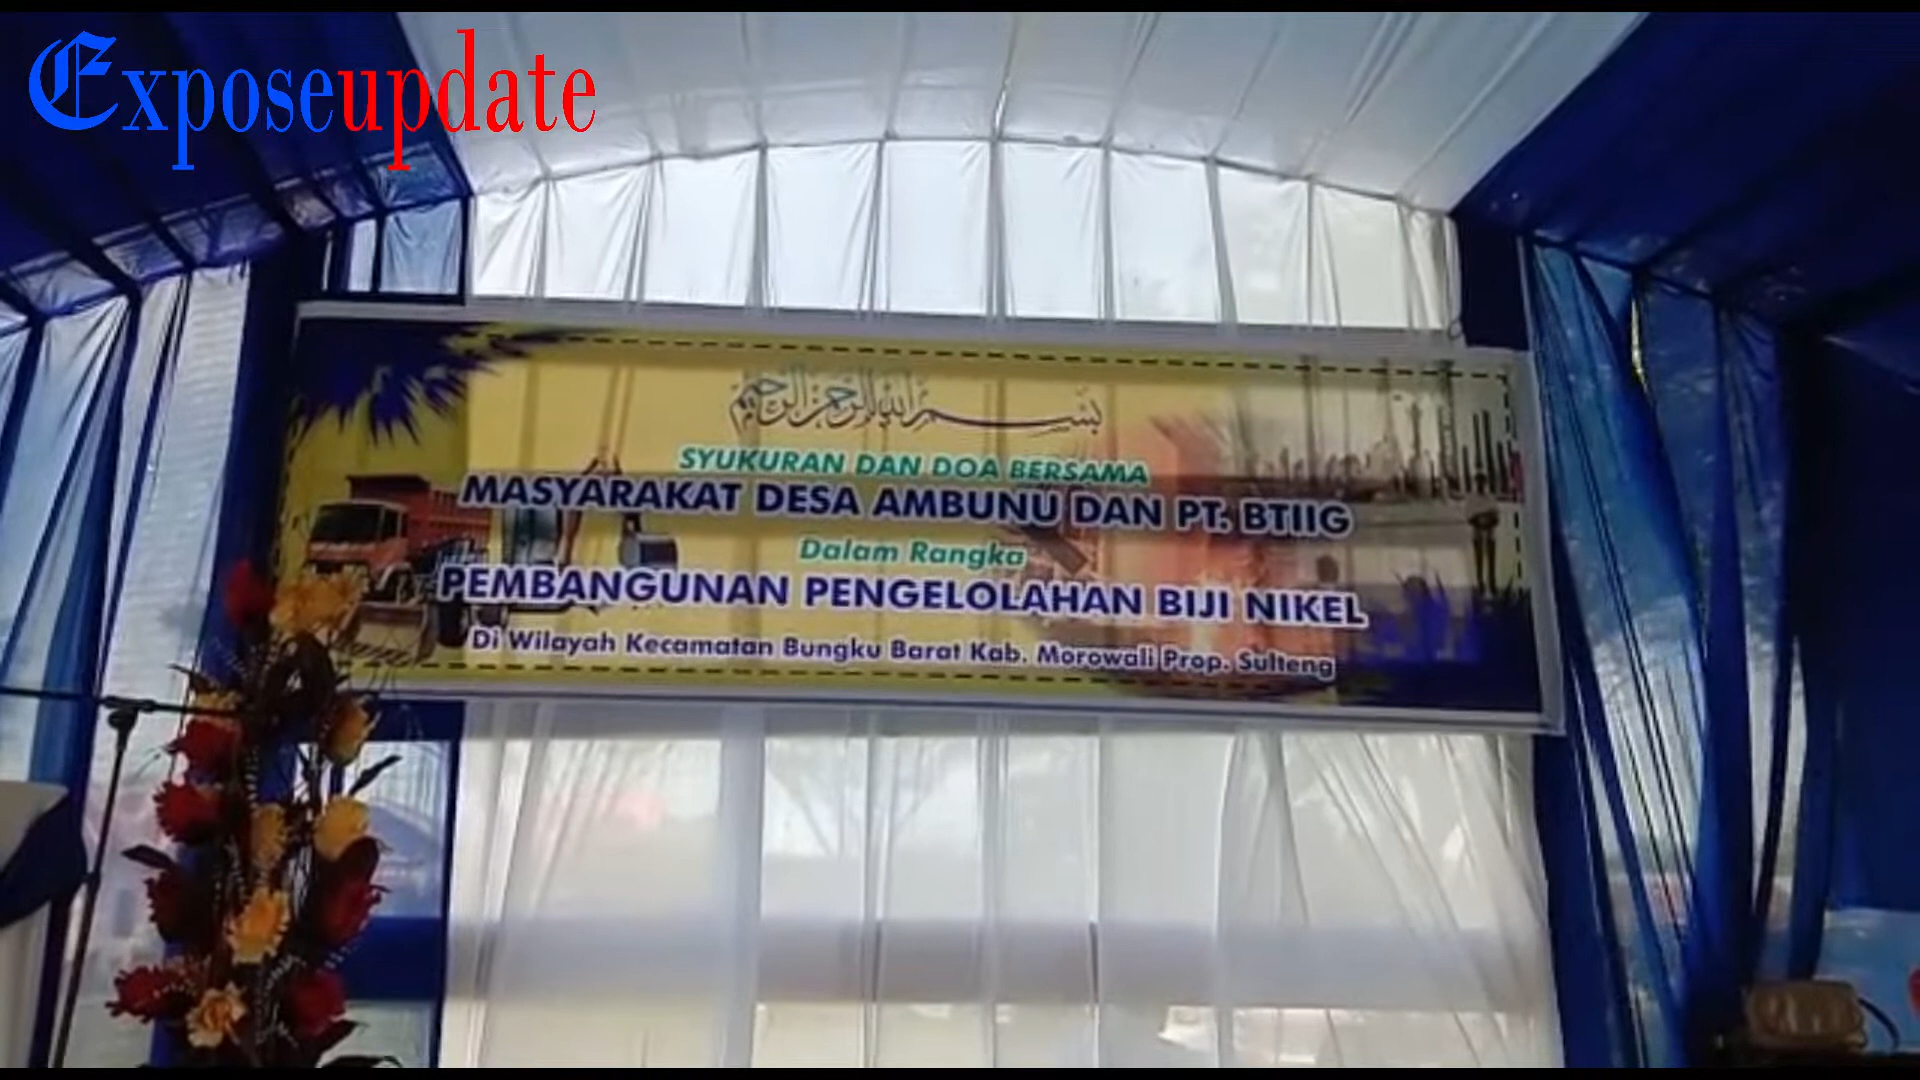 Exposeupdate
بسم الله الرحمن الرحيم
SYUKURAN DAN DOA BERSAMA
MASYARAKAT DESA AMBUNU DAN PT. BTIIG
Dalam Rangka
PEMBANGUNAN PENGELOLAHAN BIJI NIKEL
Di Wilayah Kecamatan Bungku Barat Kab. Morowali Prop. Sulteng